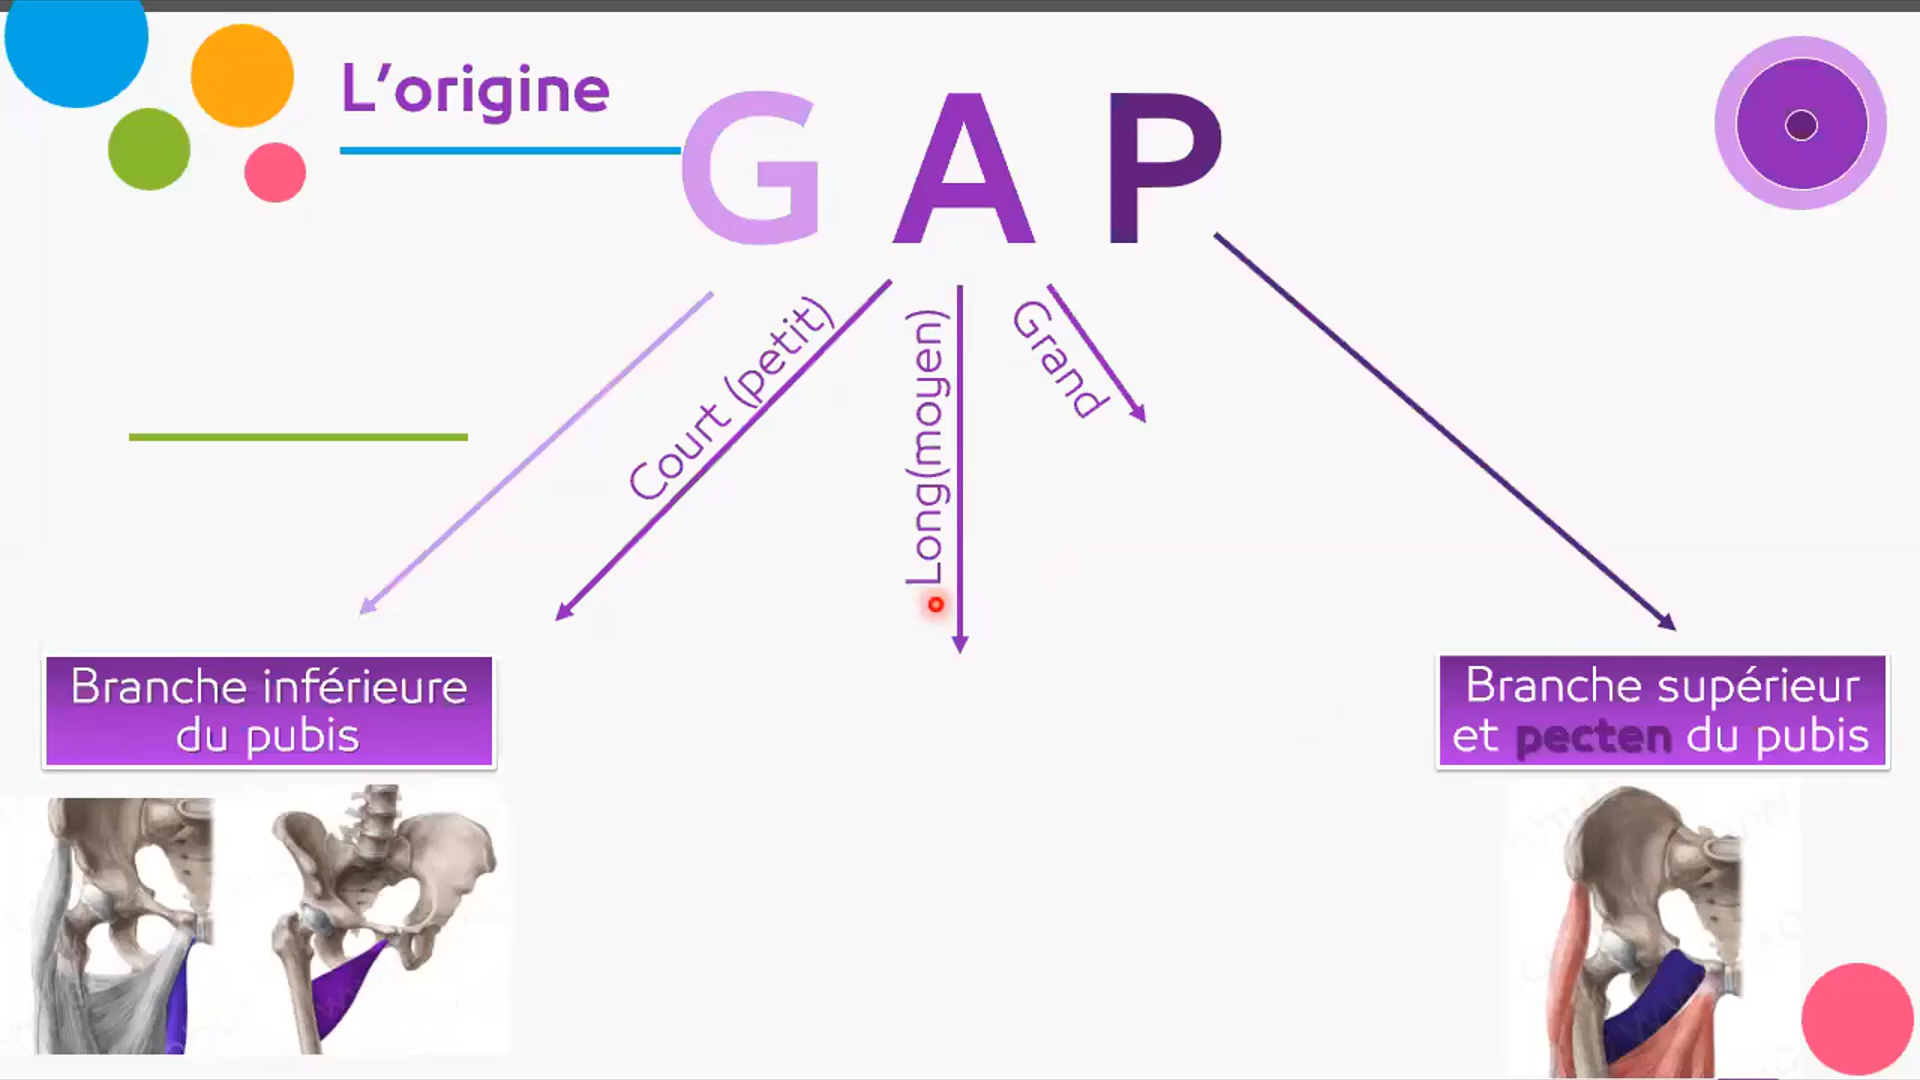 L'origine
G A P
Court (petit)
Long(moyen)
Grand
Branche inférieure
du pubis
Branche supérieur
et pecten du pubis